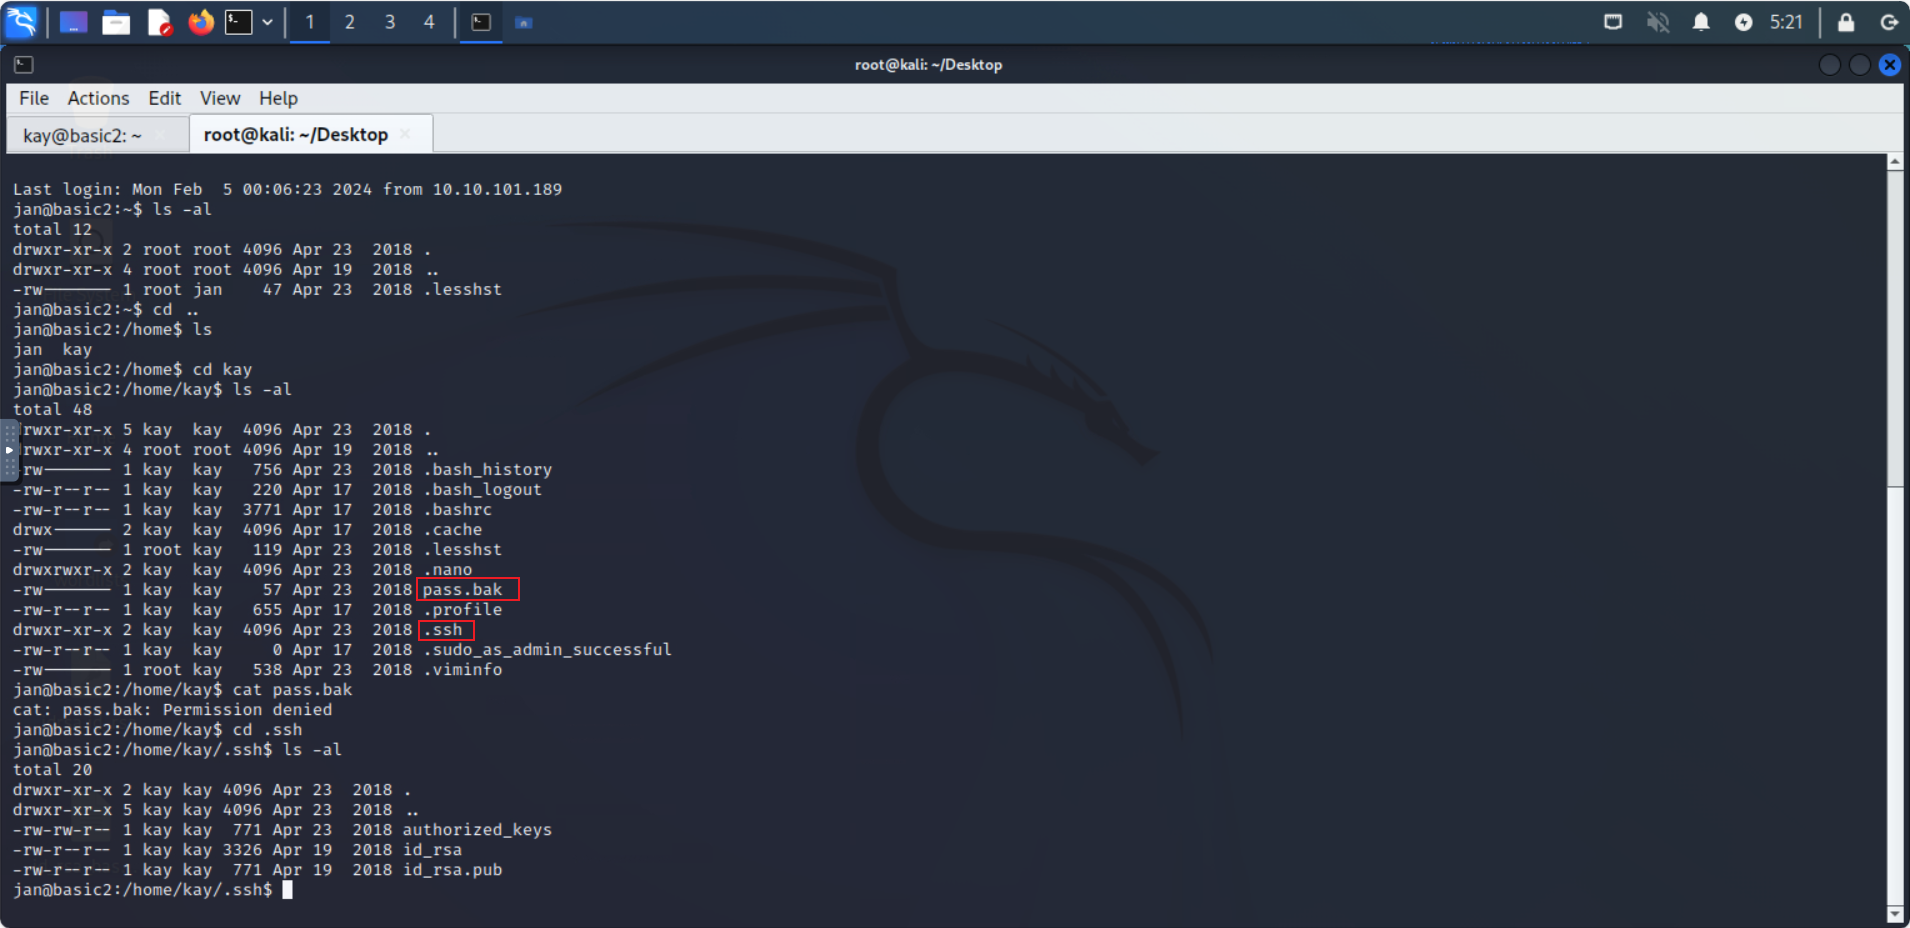 1 2 3 4 5:21
root@kali: ~/Desktop
File Actions Edit View Help
kay@basic2: ~ root@kali: ~/Desktop
Last login: Mon Feb  5 00:06:23 2024 from 10.10.101.189
jan@basic2:~$ ls -al
total 12
drwxr-xr-x 2 root root 4096 Apr 23  2018 .
drwxr-xr-x 4 root root 4096 Apr 19  2018 ..
-rw------- 1 root jan    47 Apr 23  2018 .lesshst
jan@basic2:~$ cd ..
jan@basic2:/home$ ls
jan  kay
jan@basic2:/home$ cd kay
jan@basic2:/home/kay$ ls -al
total 48
drwxr-xr-x 5 kay  kay  4096 Apr 23  2018 .
drwxr-xr-x 4 root root 4096 Apr 19  2018 ..
-rw------- 1 kay  kay   756 Apr 23  2018 .bash_history
-rw-r--r-- 1 kay  kay   220 Apr 17  2018 .bash_logout
-rw-r--r-- 1 kay  kay  3771 Apr 17  2018 .bashrc
drwx------ 2 kay  kay  4096 Apr 17  2018 .cache
-rw------- 1 root kay   119 Apr 23  2018 .lesshst
drwxrwxr-x 2 kay  kay  4096 Apr 23  2018 .nano
-rw------- 1 kay  kay    57 Apr 23  2018 pass.bak
-rw-r--r-- 1 kay  kay   655 Apr 17  2018 .profile
drwxr-xr-x 2 kay  kay  4096 Apr 23  2018 .ssh
-rw-r--r-- 1 kay  kay     0 Apr 17  2018 .sudo_as_admin_successful
-rw------- 1 root kay   538 Apr 23  2018 .viminfo
jan@basic2:/home/kay$ cat pass.bak
cat: pass.bak: Permission denied
jan@basic2:/home/kay$ cd .ssh
jan@basic2:/home/kay/.ssh$ ls -al
total 20
drwxr-xr-x 2 kay kay 4096 Apr 23  2018 .
drwxr-xr-x 5 kay kay 4096 Apr 23  2018 ..
-rw-rw-r-- 1 kay kay  771 Apr 23  2018 authorized_keys
-rw-r--r-- 1 kay kay 3326 Apr 19  2018 id_rsa
-rw-r--r-- 1 kay kay  771 Apr 19  2018 id_rsa.pub
jan@basic2:/home/kay/.ssh$